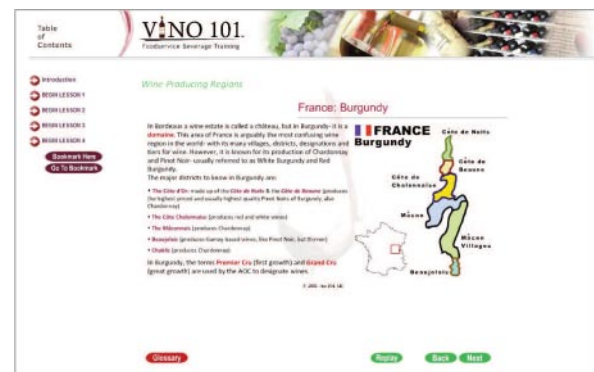 Table
of
Contents
VINO 101.
Foodservice Beverage Training
Introduction
BEGIN LESSON 1
BEGIN LESSON 2
BEGIN LESSON 3
BEGIN LESSON 4
Bookmark Here
Go To Bookmark
Wine Producing Regions
France: Burgundy
In Bordeaux a wine estate is called a château, but in Burgundy- it is a
domaine. This area of France is arguably the most confusing wine
region in the world- with its many villages, districts, designations and
tiers for wine. However, it is known for its production of Chardonnay
and Pinot Noir- usually referred to as White Burgundy and Red
Burgundy.
The major districts to know in Burgundy are:
• The Côte d'Or: made up of the Côte de Nuits & the Côte de Beaune (produces
the highest priced and usually highest quality Pinot Noirs of Burgundy, also
Chardonnay)
• The Côte Chalonnaise (produces red and white wines)
• The Mâconnais (produces Chardonnay)
• Beaujolais (produces Gamay based wines, like Pinot Noir, but thinner)
• Chablis (produces Chardonnay)
In Burgundy, the terms Premier Cru (first growth) and Grand Cru
(great growth) are used by the AOC to designate wines.
FRANCE
Burgundy
Côte de Nuits
Côte de
Beaune
Côte de
Chalonnaise
Mâcon
Mâcon
Villages
Beaujolais
Glossary
Replay
Back
Next